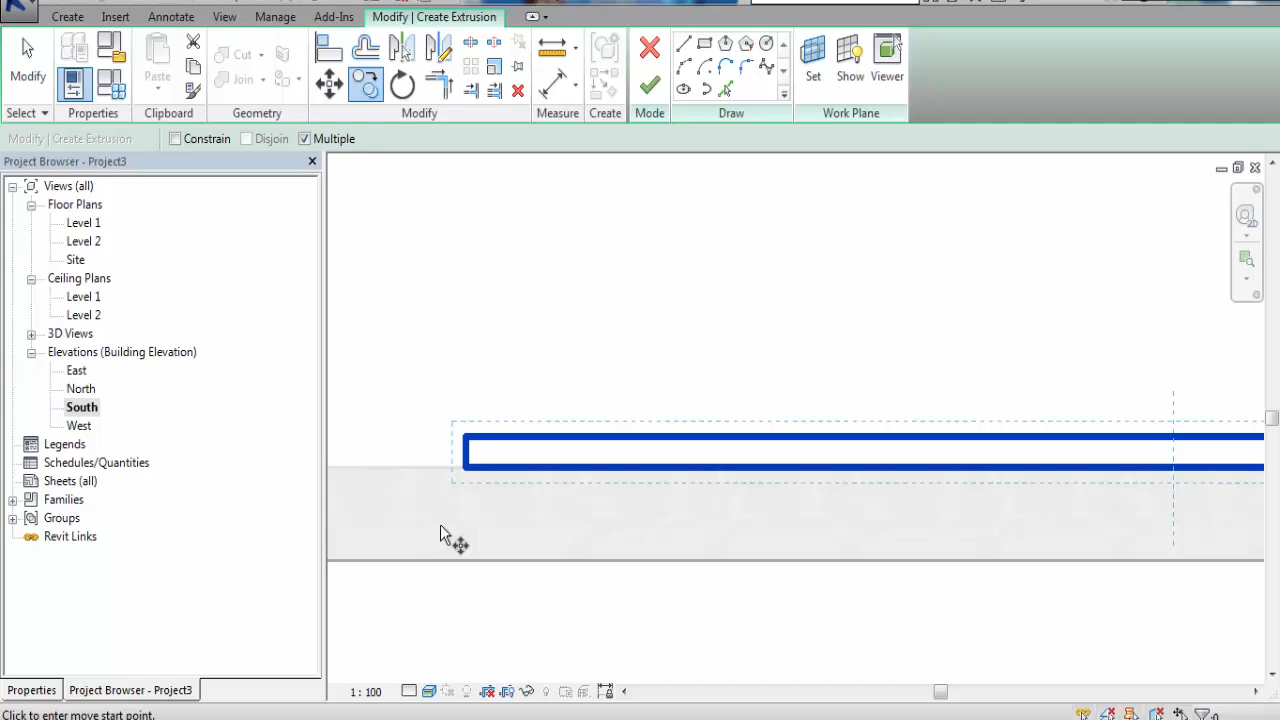 Create Insert Annotate View Manage Add-Ins Modify | Create Extrusion
Modify Paste Cut Join Set Show Viewer
Select Properties Clipboard Geometry Modify Measure Create Mode Draw Work Plane
Modify | Create Extrusion Constrain Disjoin Multiple
Project Browser - Project3
Views (all)
Floor Plans
Level 1
Level 2
Site
Ceiling Plans
Level 1
Level 2
3D Views
Elevations (Building Elevation)
East
North
South
West
Legends
Schedules/Quantities
Sheets (all)
Families
Groups
Revit Links
2D
Properties Project Browser - Project3
1 : 100
Click to enter move start point.
:0